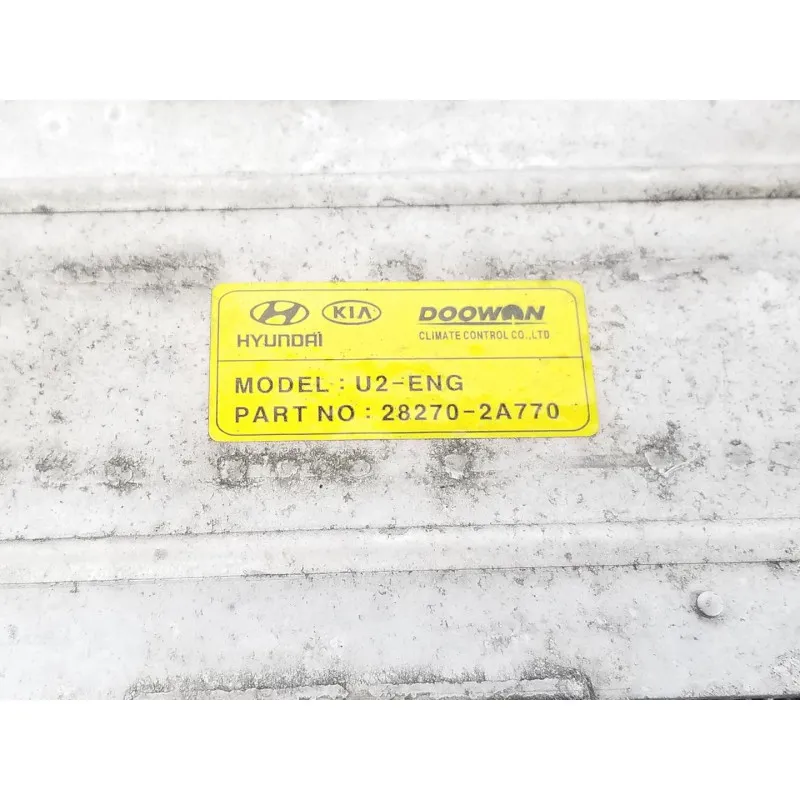 HYUNDAI KIA DOOWON
CLIMATE CONTROL CO.,LTD
MODEL : U2-ENG
PART NO : 28270-2A770